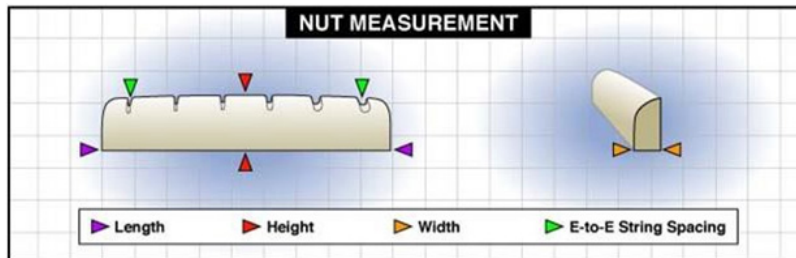 NUT MEASUREMENT
Length Height Width E-to-E String Spacing